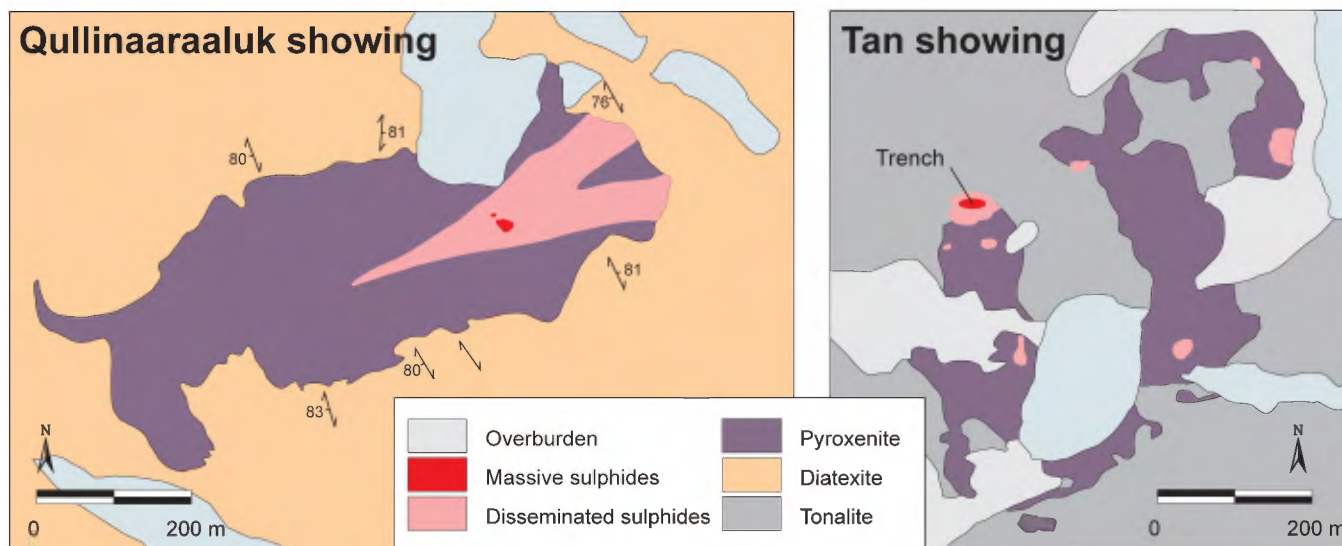 Qullinaaraaluk showing
76
81
80
81
80
83
N
0 200 m
Tan showing
Trench
N
0 200 m
Overburden
Massive sulphides
Disseminated sulphides
Pyroxenite
Diatexite
Tonalite